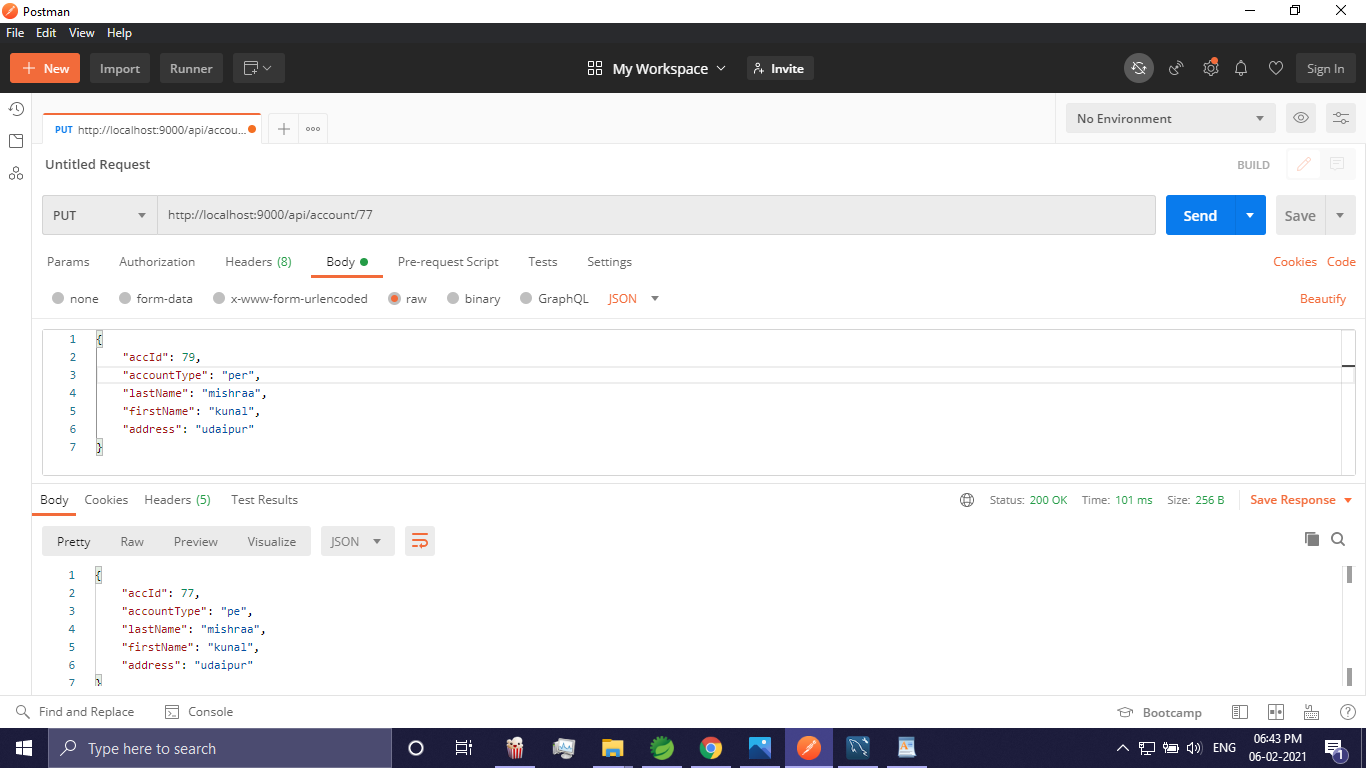 Postman
File Edit View Help
New Import Runner My Workspace Invite Sign In
PUT http://localhost:9000/api/accou... No Environment
Untitled Request BUILD
PUT http://localhost:9000/api/account/77 Send Save
Params Authorization Headers (8) Body Pre-request Script Tests Settings Cookies Code
none form-data x-www-form-urlencoded raw binary GraphQL JSON Beautify
1 {
2 "accId": 79,
3 "accountType": "per",
4 "lastName": "mishraa",
5 "firstName": "kunal",
6 "address": "udaipur"
7 }
Body Cookies Headers (5) Test Results Status: 200 OK Time: 101 ms Size: 256 B Save Response
Pretty Raw Preview Visualize JSON
1 {
2 "accId": 77,
3 "accountType": "pe",
4 "lastName": "mishraa",
5 "firstName": "kunal",
6 "address": "udaipur"
7 }
Find and Replace Console Bootcamp
Type here to search ENG 06:43 PM
06-02-2021 1